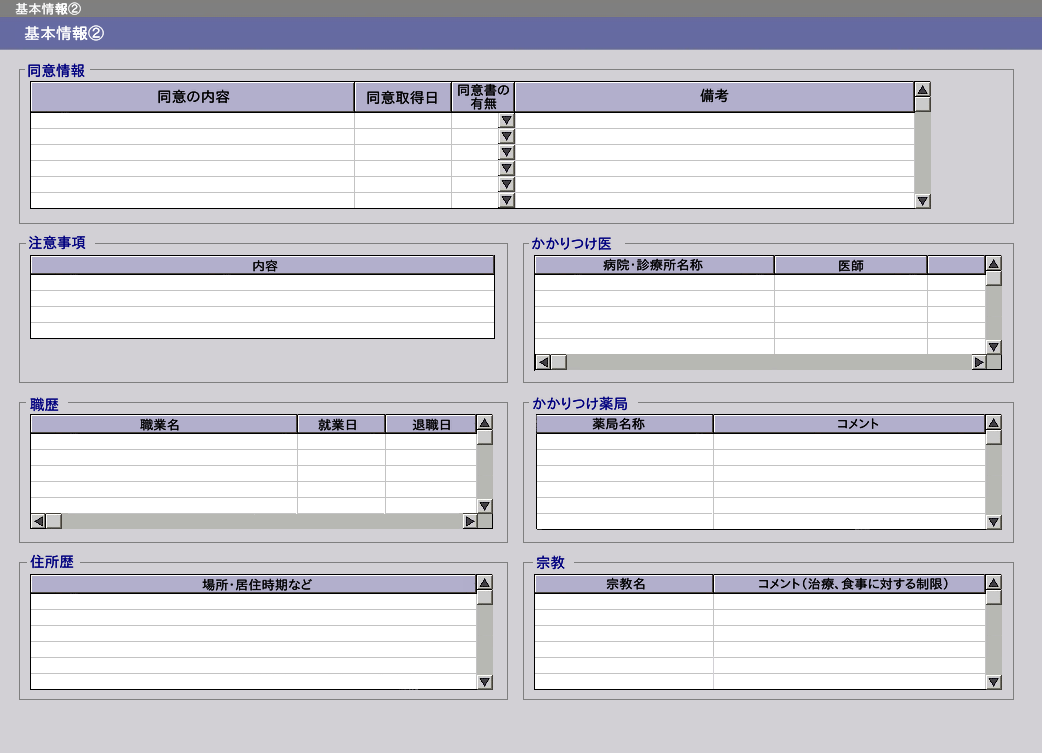 基本情報②
基本情報②
同意情報
同意の内容 同意取得日 同意書の有無 備考
注意事項
内容
かかりつけ医
病院・診療所名称 医師
職歴
職業名 就業日 退職日
かかりつけ薬局
薬局名称 コメント
住所歴
場所・居住時期など
宗教
宗教名 コメント（治療、食事に対する制限）